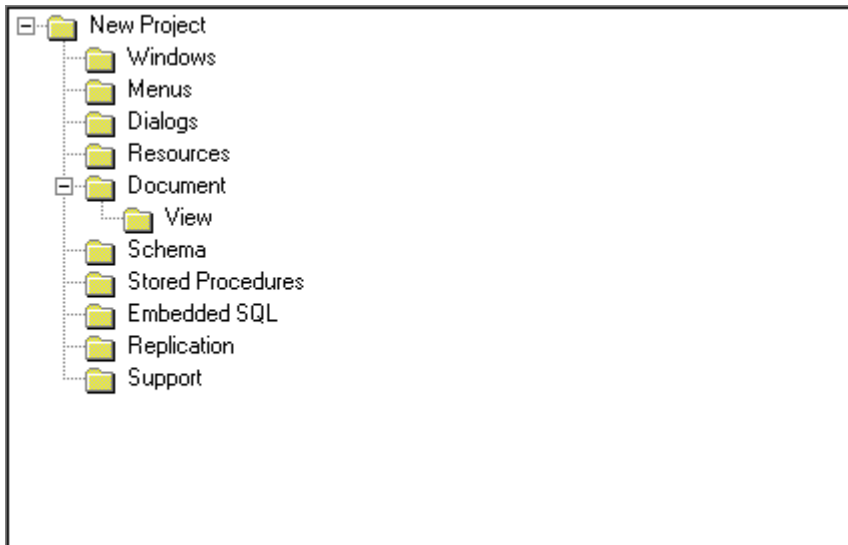 New Project
Windows
Menus
Dialogs
Resources
Document
View
Schema
Stored Procedures
Embedded SQL
Replication
Support